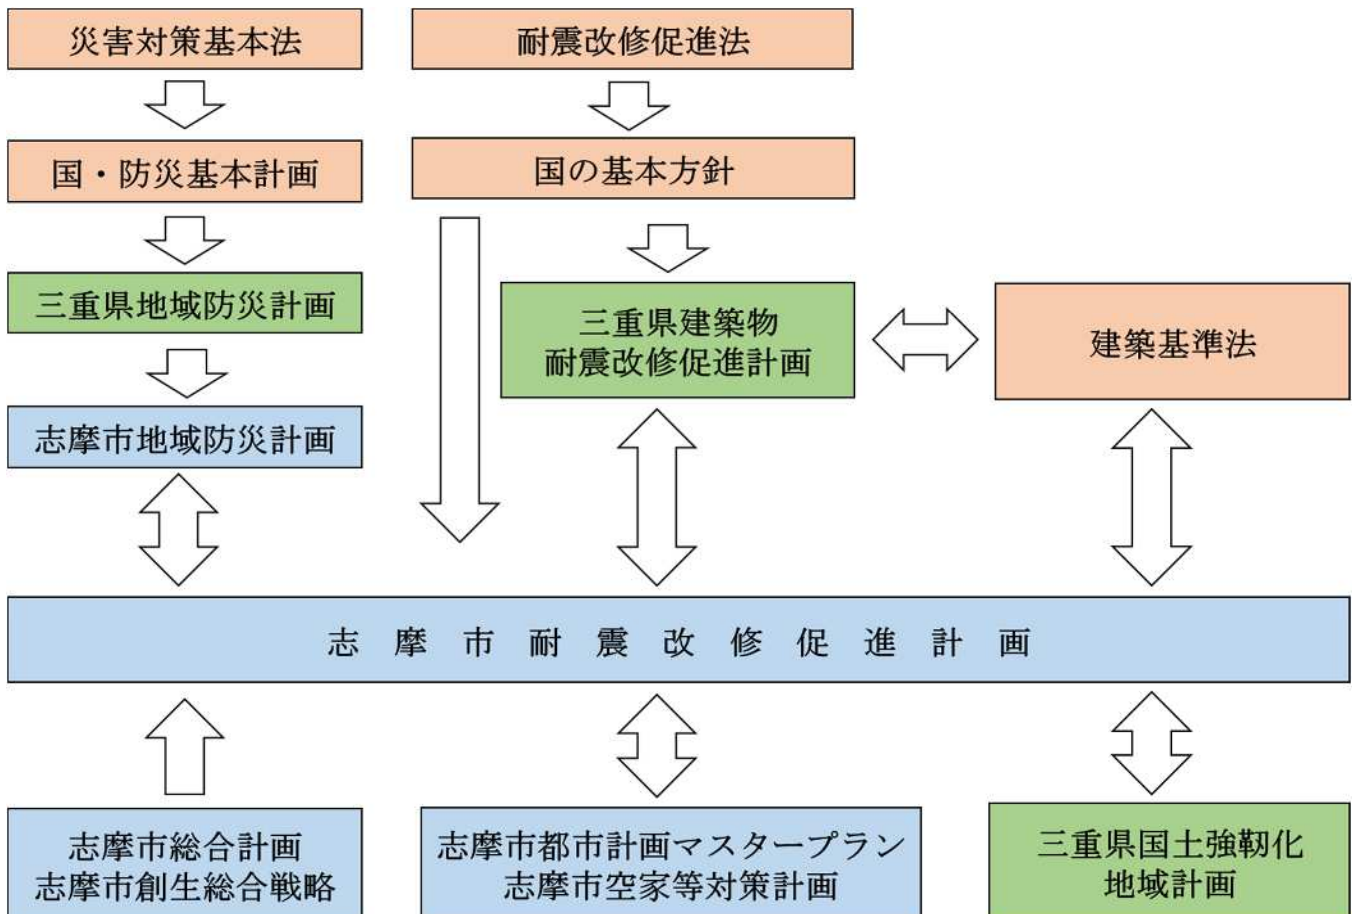 災害対策基本法
耐震改修促進法
国・防災基本計画
国の基本方針
三重県地域防災計画
三重県建築物
耐震改修促進計画
建築基準法
志摩市地域防災計画
志摩市耐震改修促進計画
志摩市総合計画
志摩市創生総合戦略
志摩市都市計画マスタープラン
志摩市空家等対策計画
三重県国土強靱化
地域計画